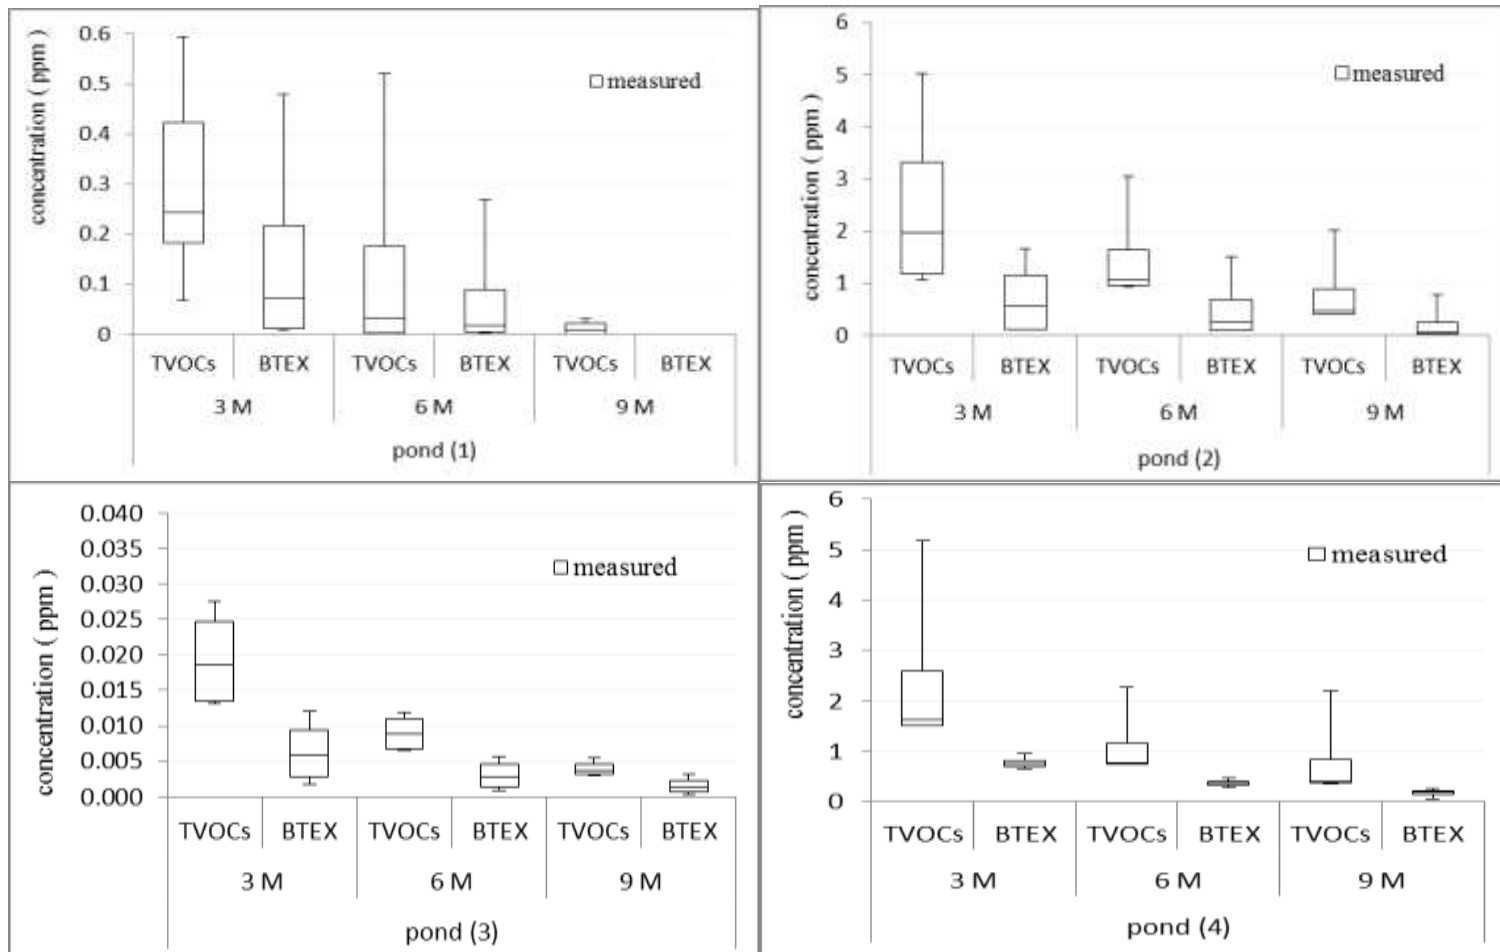 concentration ( ppm )
0.6
0.5
0.4
0.3
0.2
0.1
0
measured
TVOCs BTEX TVOCs BTEX TVOCs BTEX
3 M 6 M 9 M
pond (1)
concentration ( ppm )
6
5
4
3
2
1
0
measured
TVOCs BTEX TVOCs BTEX TVOCs BTEX
3 M 6 M 9 M
pond (2)
concentration ( ppm )
0.040
0.035
0.030
0.025
0.020
0.015
0.010
0.005
0.000
measured
TVOCs BTEX TVOCs BTEX TVOCs BTEX
3 M 6 M 9 M
pond (3)
concentration ( ppm )
6
5
4
3
2
1
0
measured
TVOCs BTEX TVOCs BTEX TVOCs BTEX
3 M 6 M 9 M
pond (4)